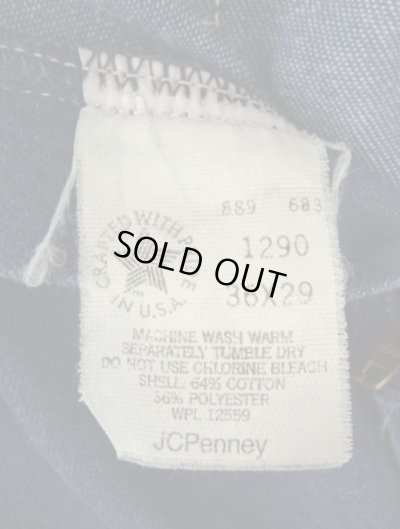 889 683
CRAFTED WITH PRIDE
IN U.S.A.
TM
1290
SOLD OUT
36X29
MACHINE WASH WARM
SEPARATELY TUMBLE DRY
DO NOT USE CHLORINE BLEACH
SHELL: 64% COTTON
36% POLYESTER
WPL 12559
JCPenney